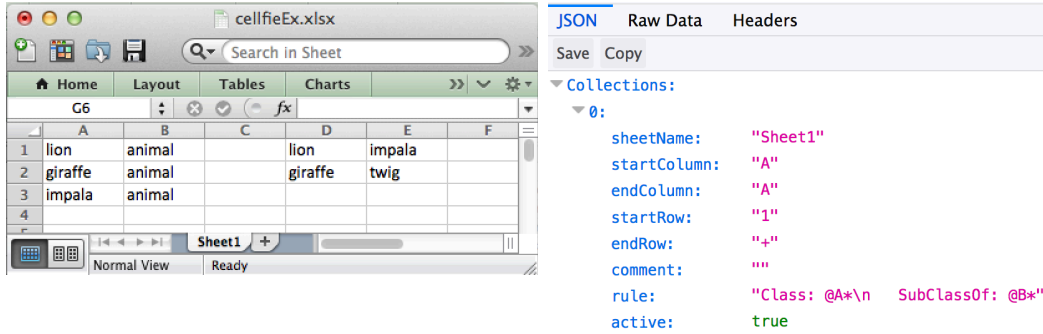 cellfieEx.xlsx
Search in Sheet
Home Layout Tables Charts
G6 fx
A B C D E F
1 lion animal lion impala
2 giraffe animal giraffe twig
3 impala animal
4
Sheet1
Normal View Ready
JSON Raw Data Headers
Save Copy
Collections:
0:
sheetName: "Sheet1"
startColumn: "A"
endColumn: "A"
startRow: "1"
endRow: "+"
comment: ""
rule: "Class: @A*\n SubClassOf: @B*"
active: true